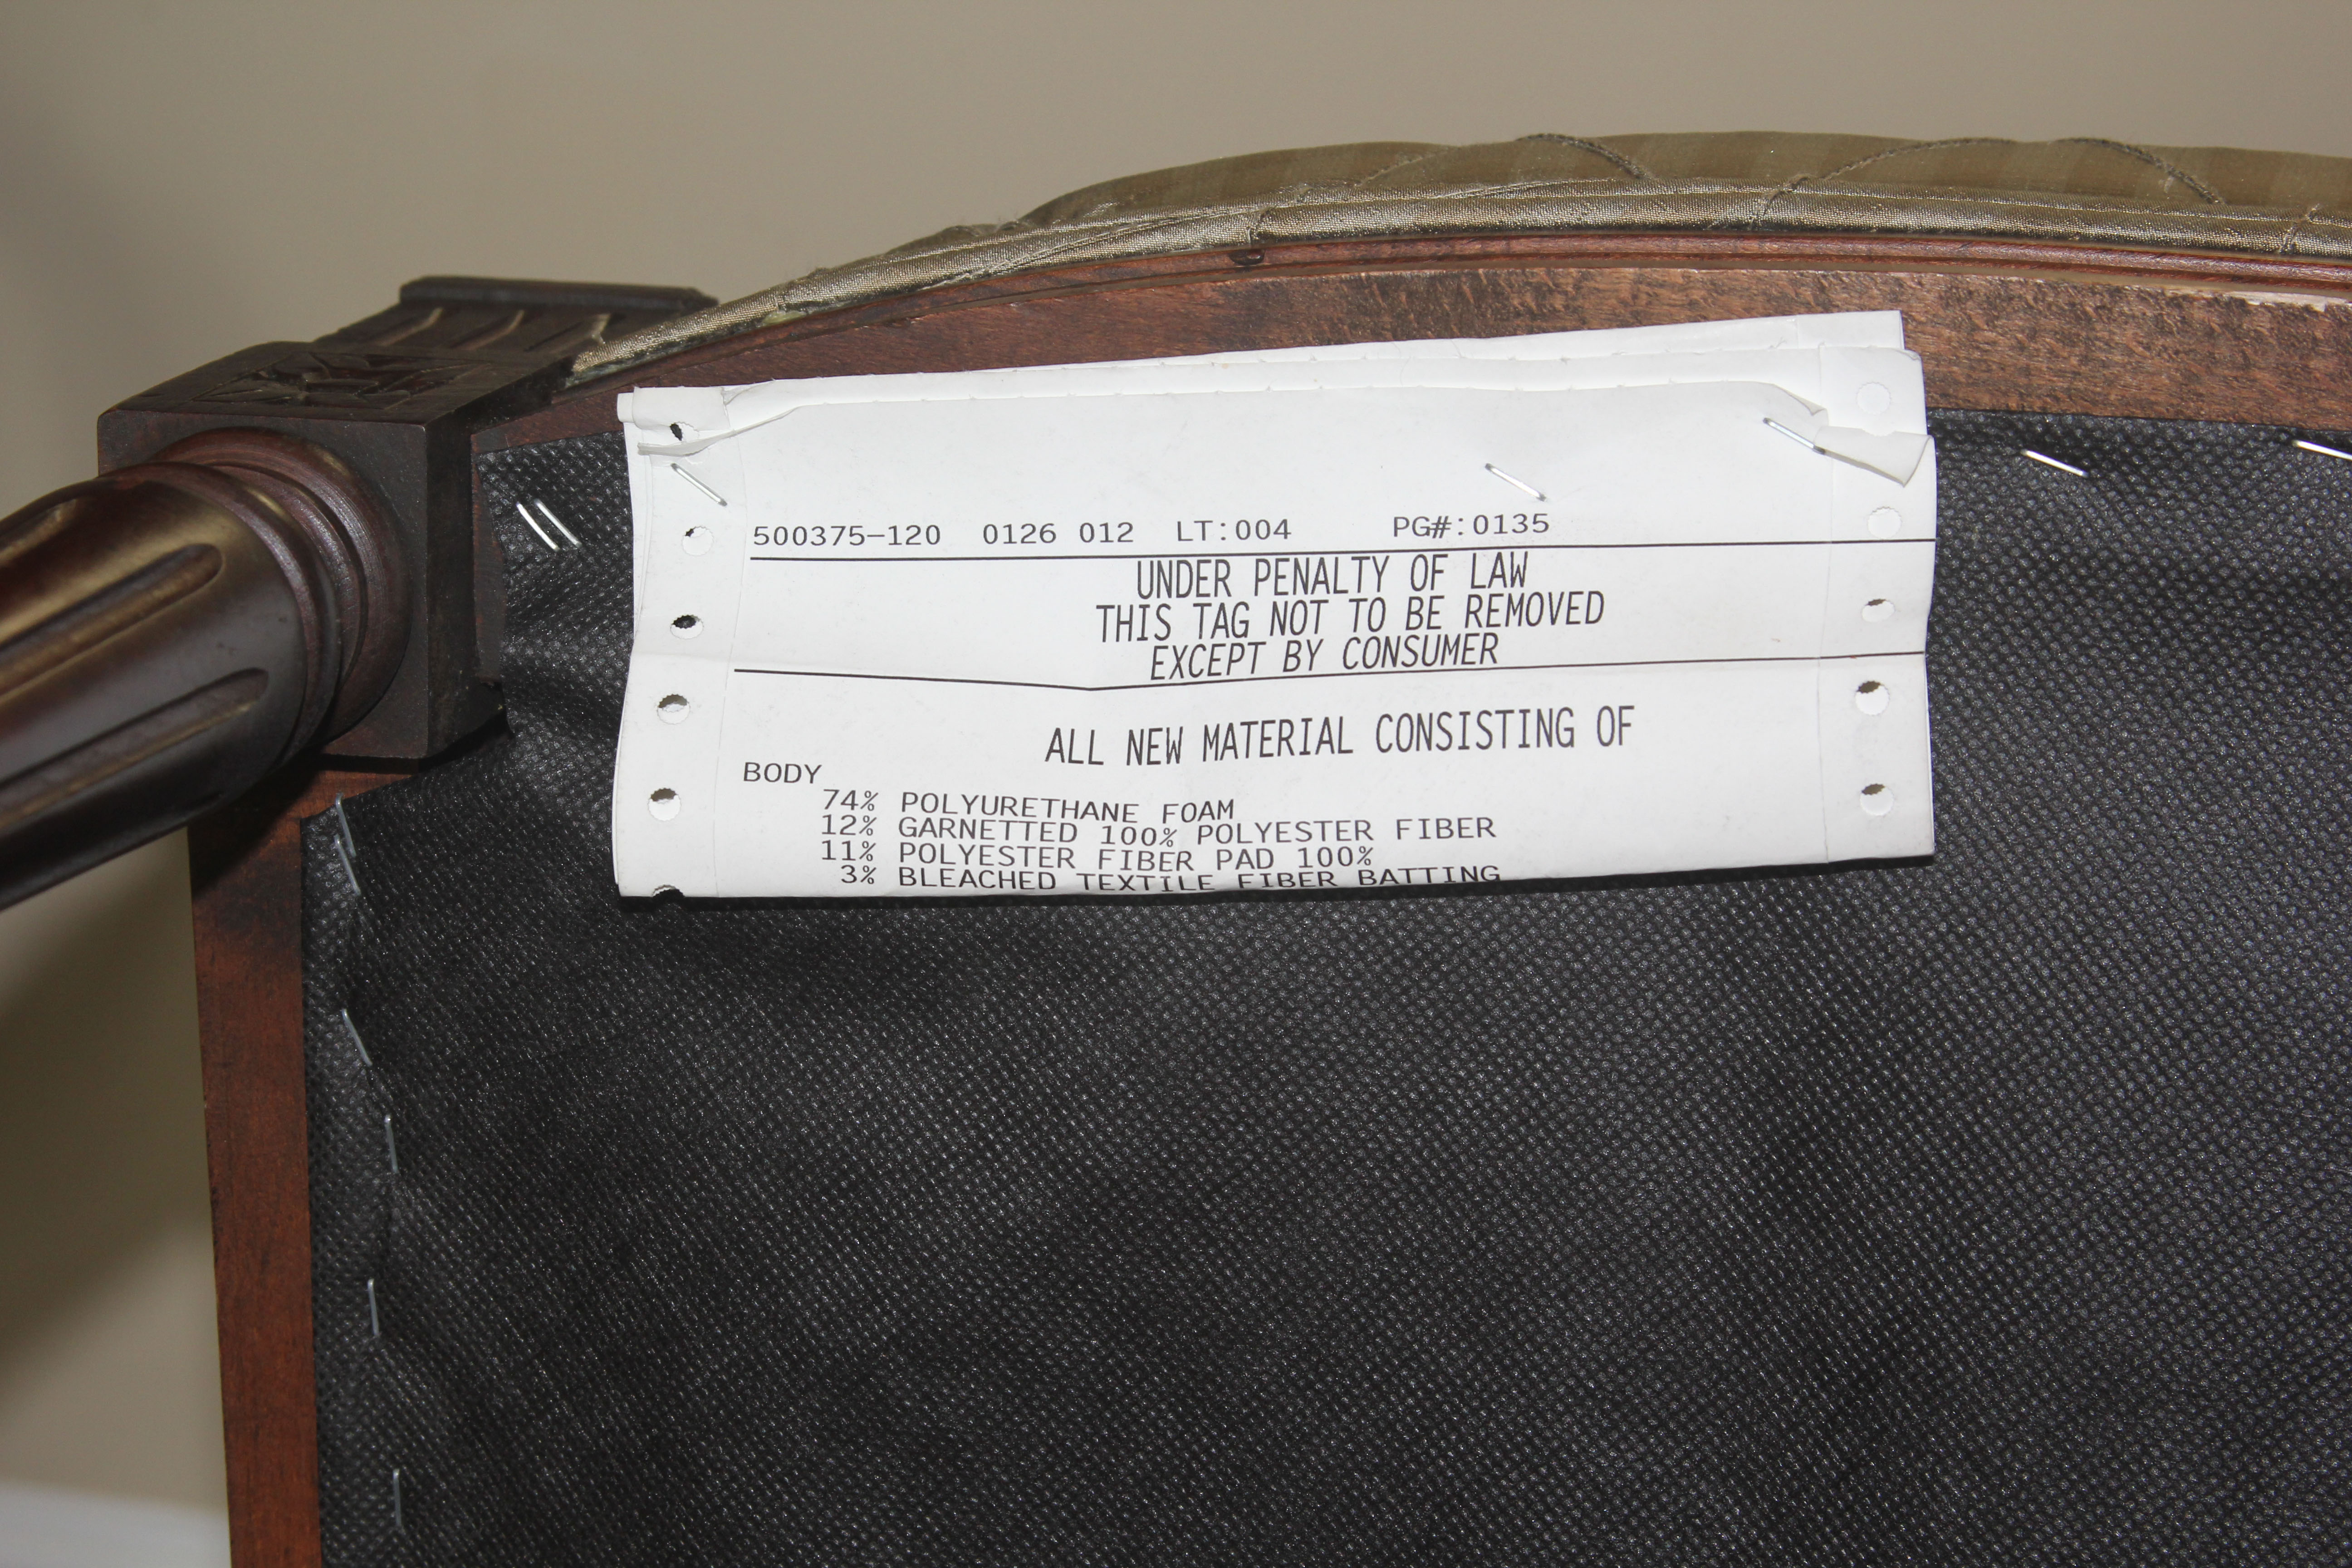 500375-120 0126 012 LT:004 PG#:0135
UNDER PENALTY OF LAW
THIS TAG NOT TO BE REMOVED
EXCEPT BY CONSUMER
ALL NEW MATERIAL CONSISTING OF
BODY
74% POLYURETHANE FOAM
12% GARNETTED 100% POLYESTER FIBER
11% POLYESTER FIBER PAD 100%
3% BLEACHED TEXTILE FIBER BATTING